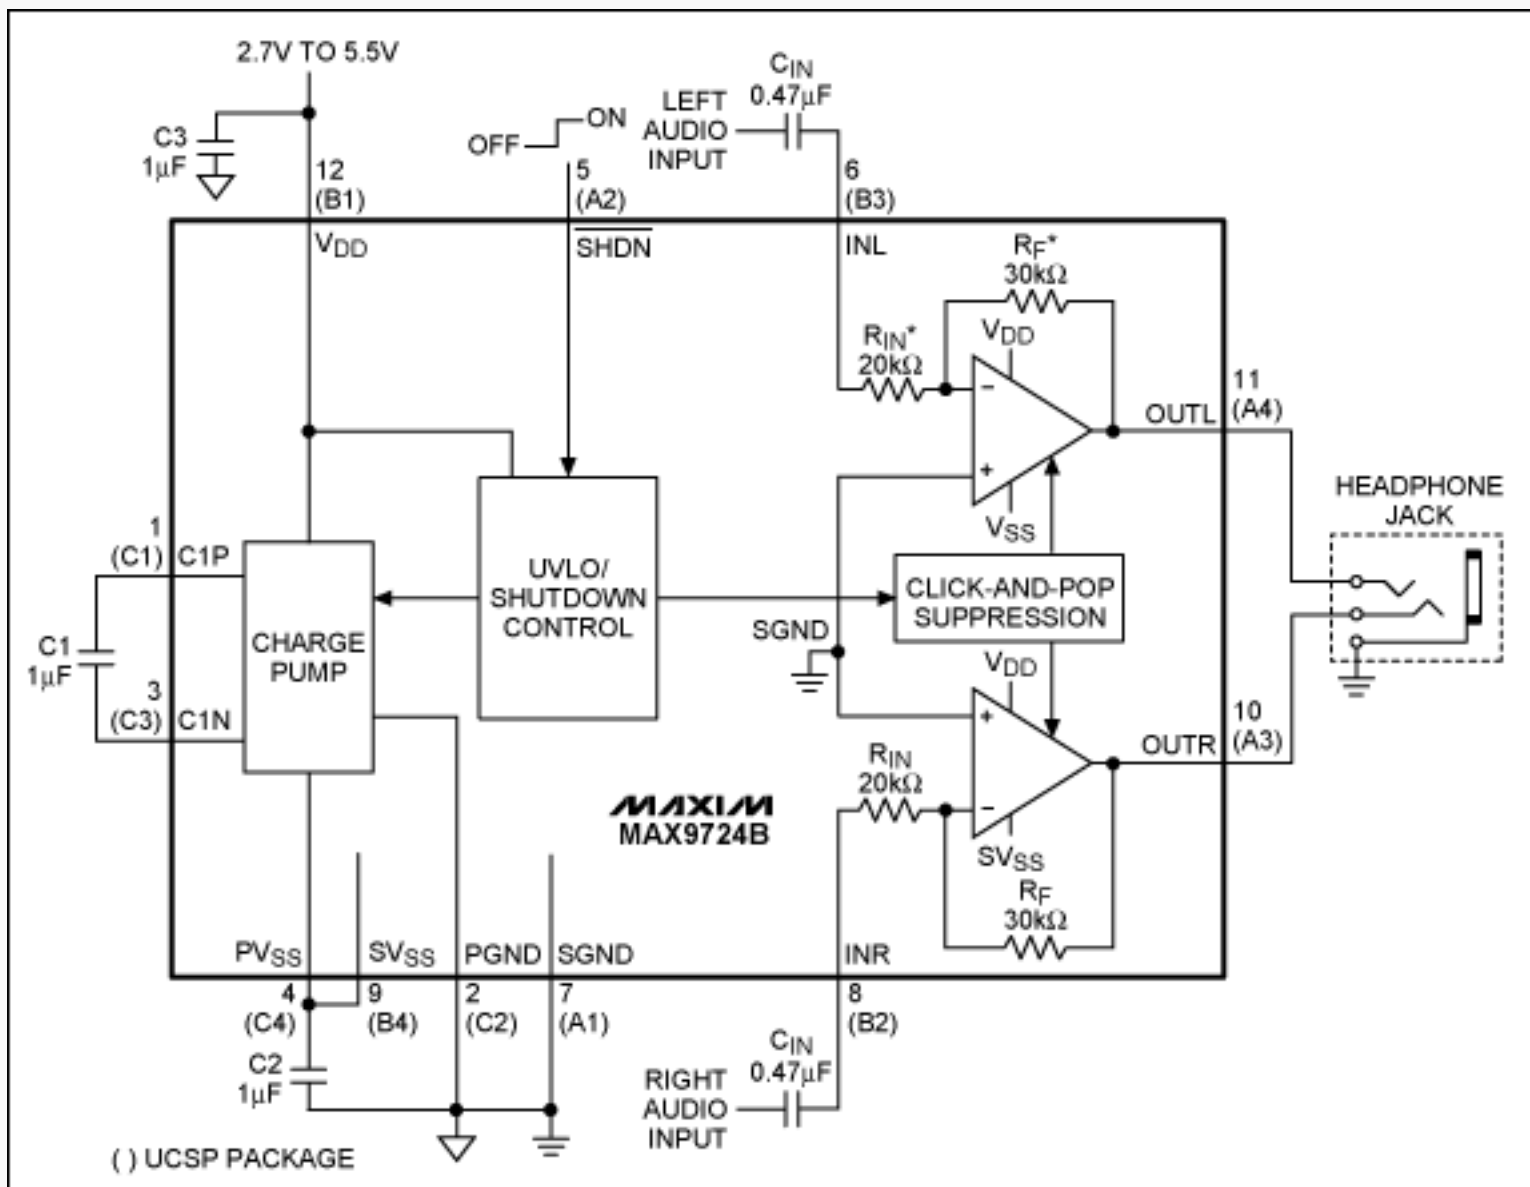 2.7V TO 5.5V
C3
1µF
12
(B1)
VDD
OFF
ON
5
(A2)
SHDN
LEFT
AUDIO
INPUT
CIN
0.47µF
6
(B3)
INL
RF*
30kΩ
RIN*
20kΩ
VDD
−
+
VSS
OUTL
11
(A4)
HEADPHONE
JACK
1
(C1)
C1P
C1
1µF
3
(C3)
C1N
CHARGE
PUMP
UVLO/
SHUTDOWN
CONTROL
CLICK-AND-POP
SUPPRESSION
SGND
VDD
+
−
SVSS
RIN
20kΩ
RF
30kΩ
OUTR
10
(A3)
MAXIM
MAX9724B
PVSS
SVSS
PGND
SGND
INR
4
(C4)
9
(B4)
2
(C2)
7
(A1)
8
(B2)
C2
1µF
RIGHT
AUDIO
INPUT
CIN
0.47µF
( ) UCSP PACKAGE